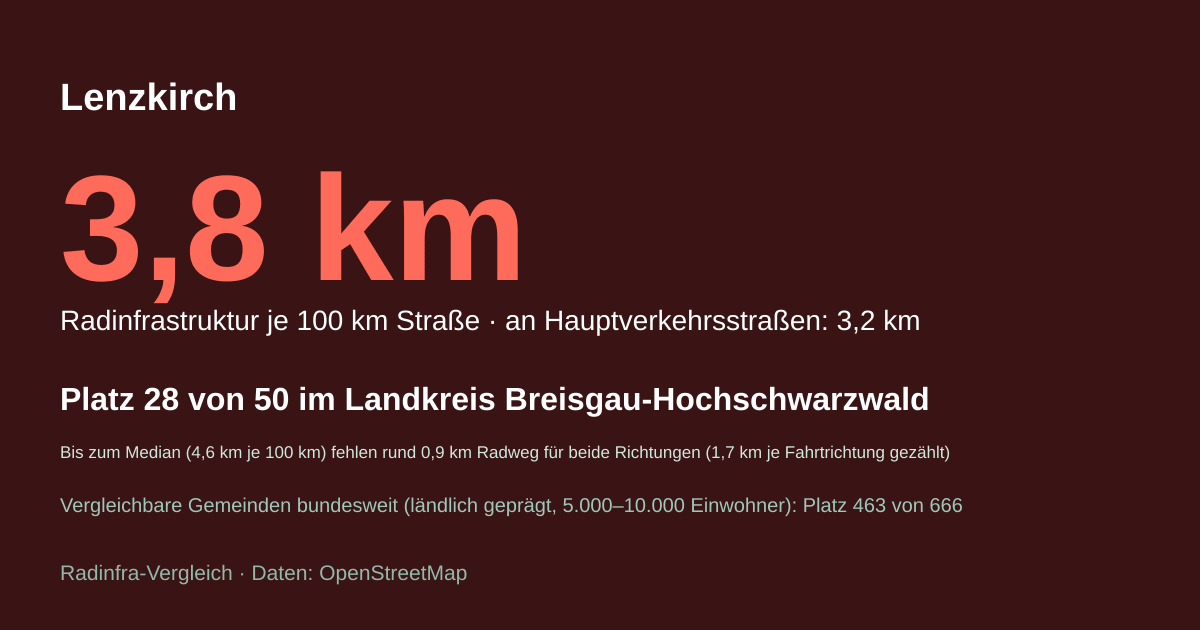 Lenzkirch
3,8 km
Radinfrastruktur je 100 km Straße · an Hauptverkehrsstraßen: 3,2 km
Platz 28 von 50 im Landkreis Breisgau-Hochschwarzwald
Bis zum Median (4,6 km je 100 km) fehlen rund 0,9 km Radweg für beide Richtungen (1,7 km je Fahrtrichtung gezählt)
Vergleichbare Gemeinden bundesweit (ländlich geprägt, 5.000–10.000 Einwohner): Platz 463 von 666
Radinfra-Vergleich · Daten: OpenStreetMap